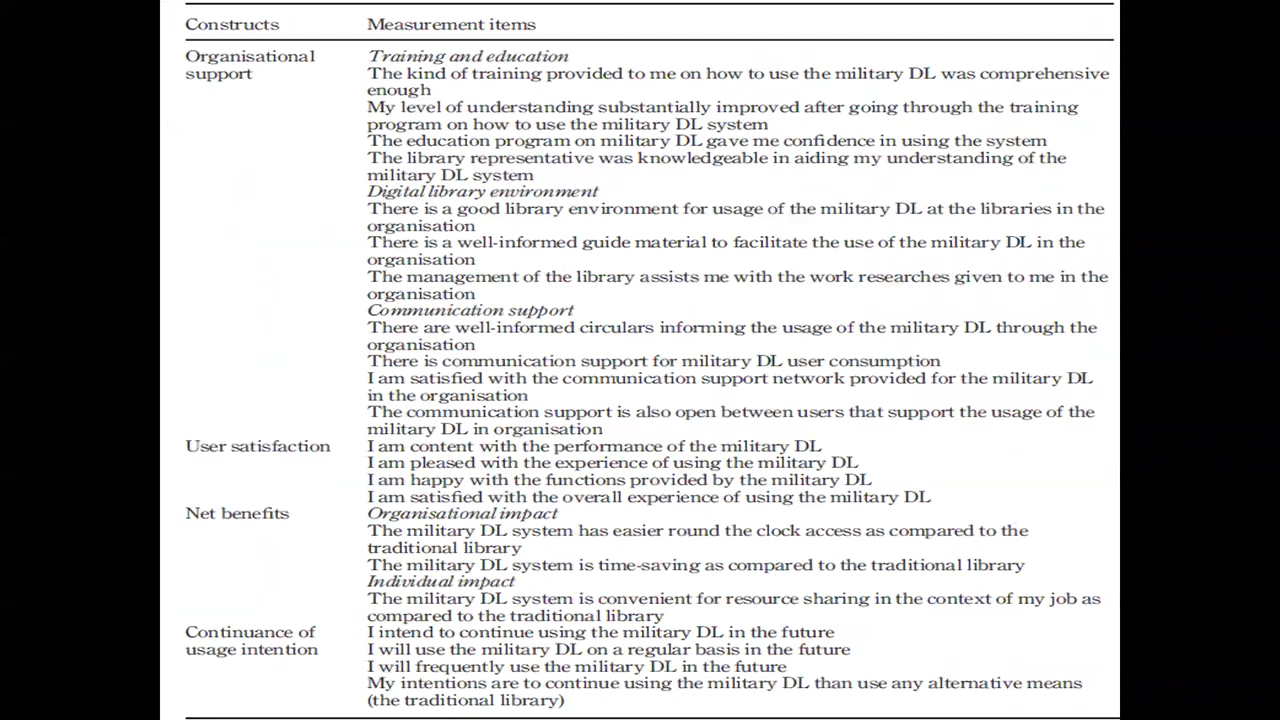 Constructs Measurement items
Organisational Training and education
support The kind of training provided to me on how to use the military DL was comprehensive
enough
My level of understanding substantially improved after going through the training
program on how to use the military DL system
The education program on military DL gave me confidence in using the system
The library representative was knowledgeable in aiding my understanding of the
military DL system
Digital library environment
There is a good library environment for usage of the military DL at the libraries in the
organisation
There is a well-informed guide material to facilitate the use of the military DL in the
organisation
The management of the library assists me with the work researches given to me in the
organisation
Communication support
There are well-informed circulars informing the usage of the military DL through the
organisation
There is communication support for military DL user consumption
I am satisfied with the communication support network provided for the military DL
in the organisation
The communication support is also open between users that support the usage of the
military DL in organisation
User satisfaction I am content with the performance of the military DL
I am pleased with the experience of using the military DL
I am happy with the functions provided by the military DL
I am satisfied with the overall experience of using the military DL
Net benefits Organisational impact
The military DL system has easier round the clock access as compared to the
traditional library
The military DL system is time-saving as compared to the traditional library
Individual impact
The military DL system is convenient for resource sharing in the context of my job as
compared to the traditional library
Continuance of I intend to continue using the military DL in the future
usage intention I will use the military DL on a regular basis in the future
I will frequently use the military DL in the future
My intentions are to continue using the military DL than use any alternative means
(the traditional library)